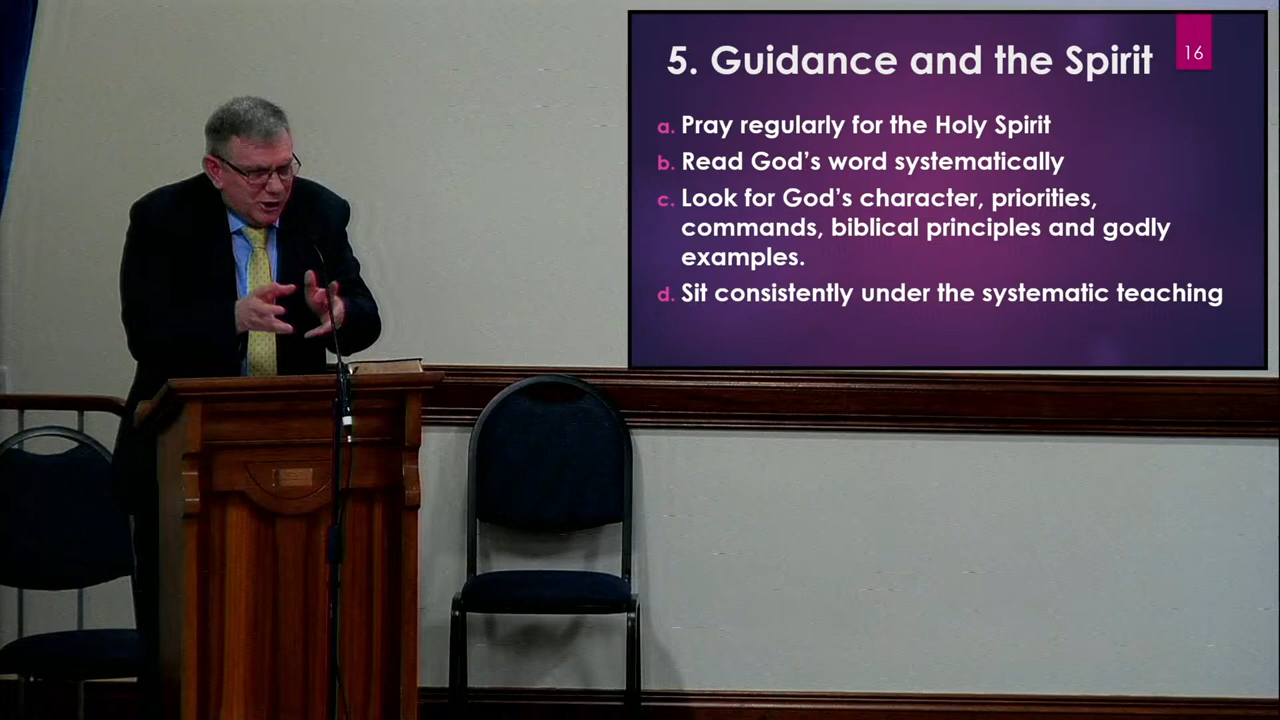 5. Guidance and the Spirit
16
a. Pray regularly for the Holy Spirit
b. Read God's word systematically
c. Look for God's character, priorities,
commands, biblical principles and godly
examples.
d. Sit consistently under the systematic teaching